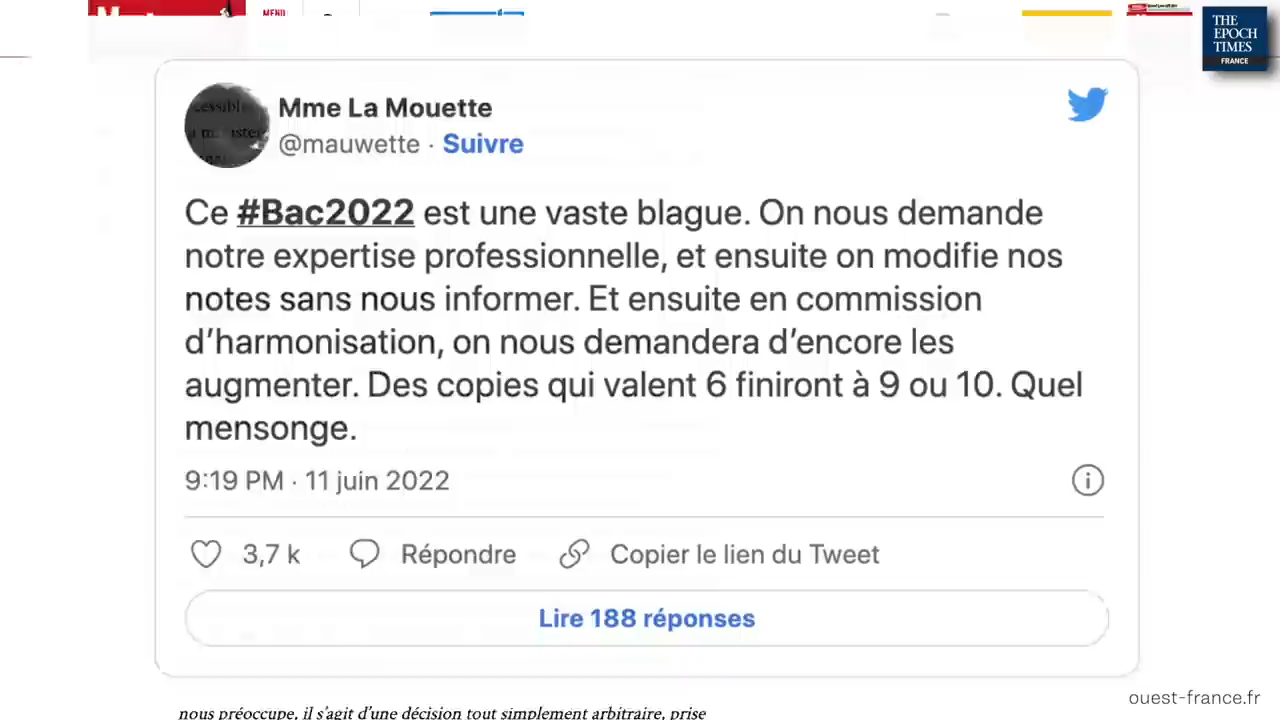 MENU
THE
EPOCH
TIMES
FRANCE
Mme La Mouette
@mauwette · Suivre
Ce #Bac2022 est une vaste blague. On nous demande
notre expertise professionnelle, et ensuite on modifie nos
notes sans nous informer. Et ensuite en commission
d’harmonisation, on nous demandera d’encore les
augmenter. Des copies qui valent 6 finiront à 9 ou 10. Quel
mensonge.
9:19 PM · 11 juin 2022
3,7 k Répondre Copier le lien du Tweet
Lire 188 réponses
ouest-france.fr
nous préoccupe, il s’agit d’une décision tout simplement arbitraire, prise